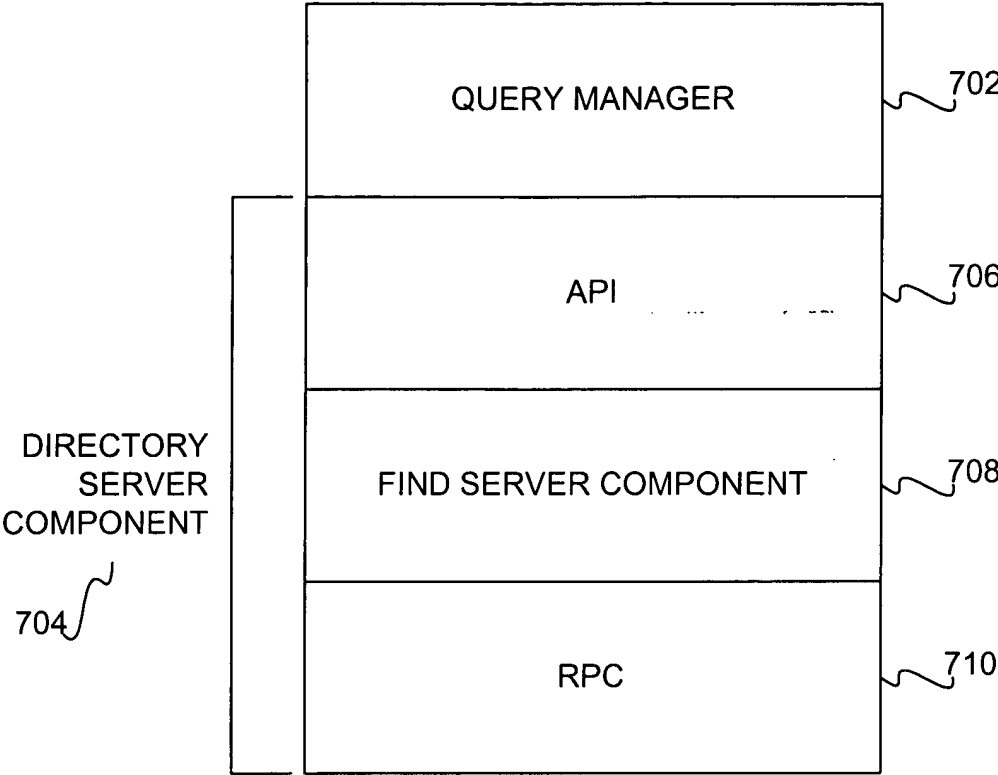 QUERY MANAGER
702
API
706
DIRECTORY
SERVER
COMPONENT
704
FIND SERVER COMPONENT
708
RPC
710